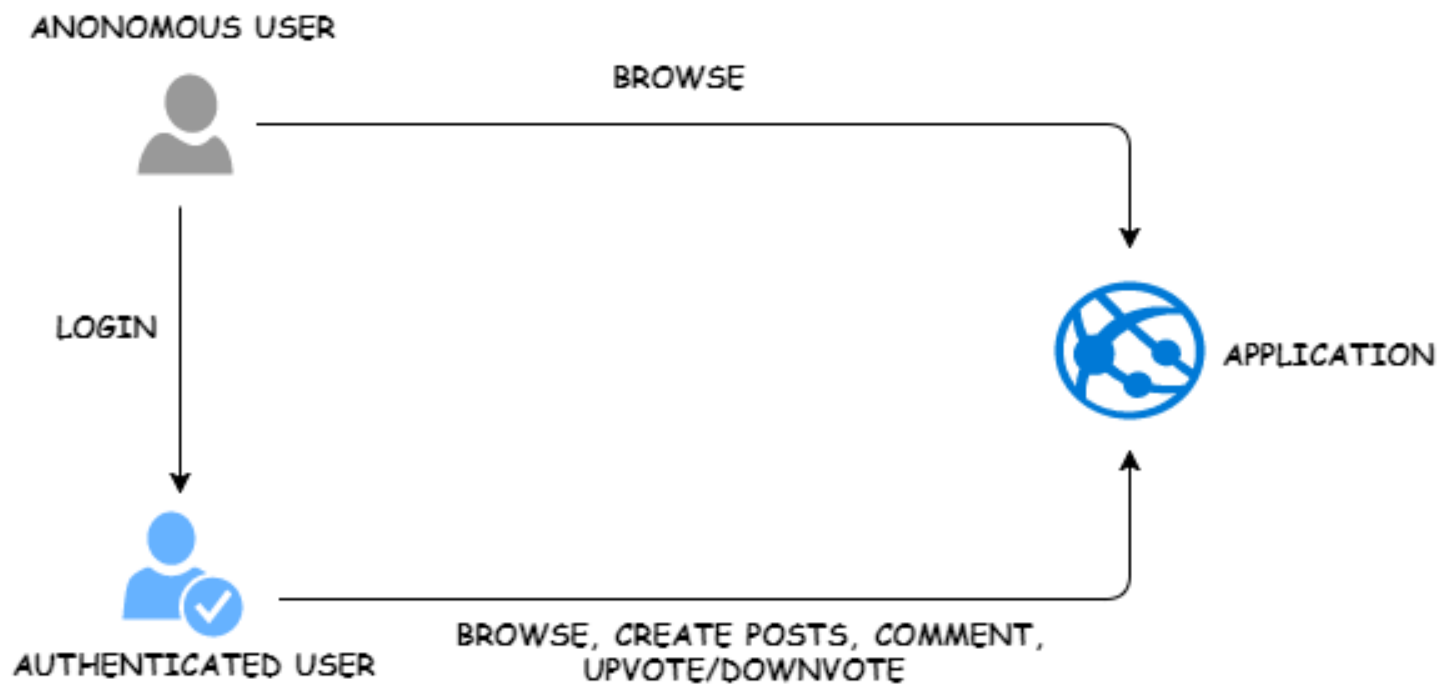 ANONOMOUS USER
BROWSE
LOGIN
APPLICATION
BROWSE, CREATE POSTS, COMMENT,
UPVOTE/DOWNVOTE
AUTHENTICATED USER